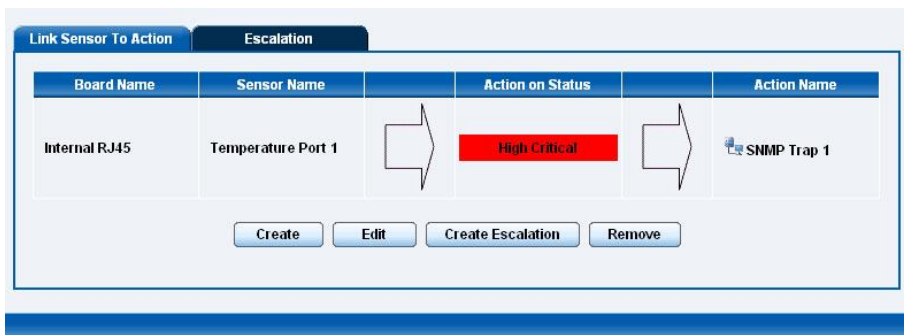 Link Sensor To Action Escalation
Board Name Sensor Name Action on Status Action Name
Internal RJ45 Temperature Port 1 High Critical SNMP Trap 1
Create Edit Create Escalation Remove